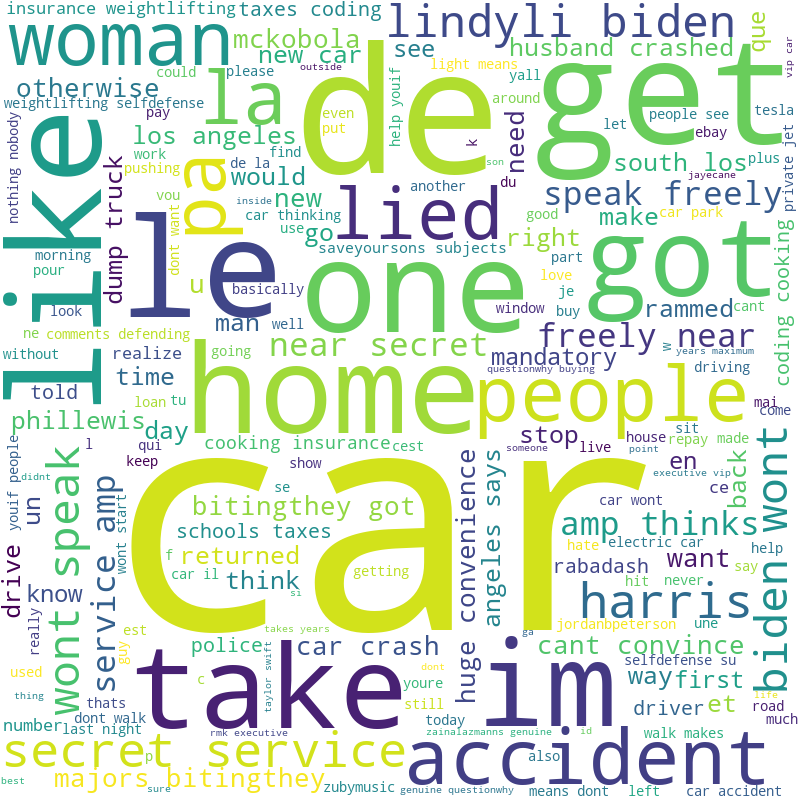 insurance weightlifting
taxes coding
lindyli biden
que
vip car
woman
mckobola
new car
see
husband crashed
could
please
outside
light means
yall
otherwise
la
de
get
weightlifting selfdefense
help youif
around
people see
tesla
nothing nobody
like
pay
los angeles
even
put
let
ebay
private jet
work
find
k
need
south los
plus
pushing
de la
would
son
jayecane
dump truck
pa
vou
another
du
speak freely
inside
new
lied
car thinking
good
make
car park
dont want
use
go
saveyoursons subjects
right
le
one
got
coding cooking
morning
part
pour
u
love
look
basically
je
window
buy
rammed
cant
man
well
ne
comments defending
freely near
going
near secret
w
years maximum
without
realize
mandatory
driving
time
home
questionwhy buying
people
told
loan
tu
sit
mai
come
phillewis
day
stop
house
repay made
l
qui
cooking insurance
cest
live
someone
point
youif people
keep
show
en
executive vip
back
wont
didnt
un
speak
service amp
se
car
ce
bitingthey got
car wont
biden wont
schools taxes
amp thinks
wont start
f
returned
huge convenience
angeles says
hate
electric car
help
drive
car il
think
getting
want
rabadash
hit
never
say
know
si
harris
really
guy
est
takes years
jordanbpeterson
une
police
car crash
ga
cant convince
used
take
im
dont
selfdefense su
thing
c
youre
way
first
life
thats
taylor swift
still
driver
et
road
number
dont walk
today
id
much
last night
rmk executive
zainalazmanns genuine
walk makes
secret service
accident
p
also
best
majors bitingthey
zubymusic
means dont
left
car accident
sure
genuine questionwhy